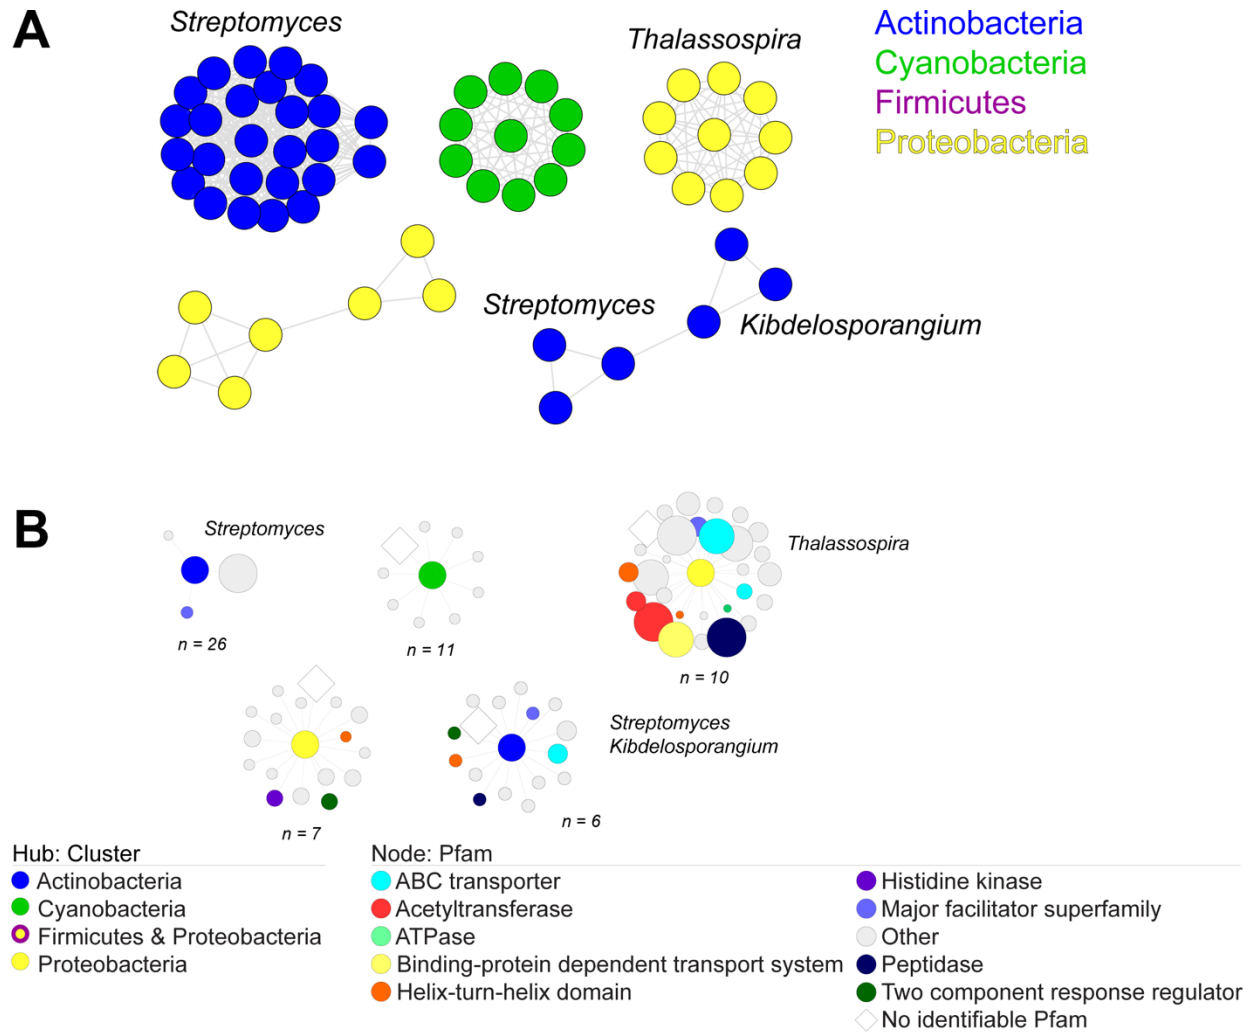 A
Streptomyces
Thalassospira
Actinobacteria
Cyanobacteria
Firmicutes
Proteobacteria
Streptomyces
Kibdelosporangium
B
Streptomyces
n = 26
n = 11
Thalassospira
n = 10
n = 7
Streptomyces
Kibdelosporangium
n = 6
Hub: Cluster
Actinobacteria
Cyanobacteria
Firmicutes & Proteobacteria
Proteobacteria
Node: Pfam
ABC transporter
Acetyltransferase
ATPase
Binding-protein dependent transport system
Helix-turn-helix domain
Histidine kinase
Major facilitator superfamily
Other
Peptidase
Two component response regulator
No identifiable Pfam